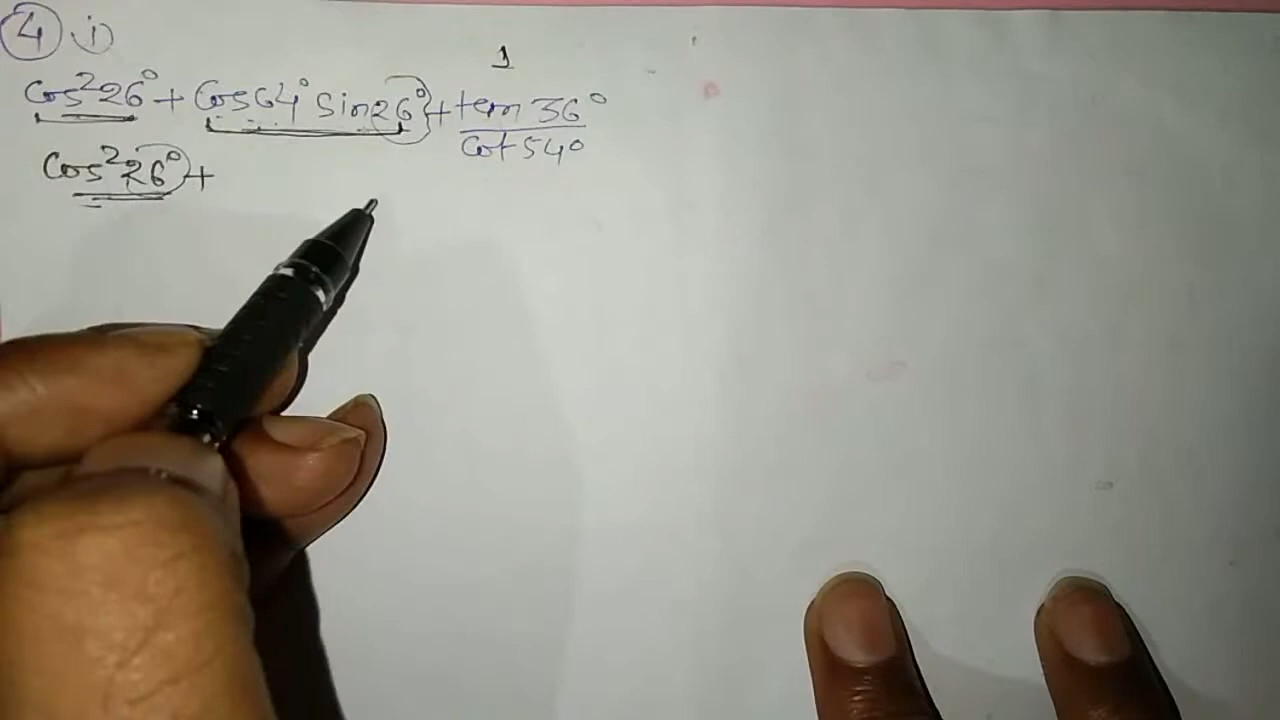 4 i)
1
cos²26° + cos64° sin26° + tan 36° / cot 54°
cos²26° +